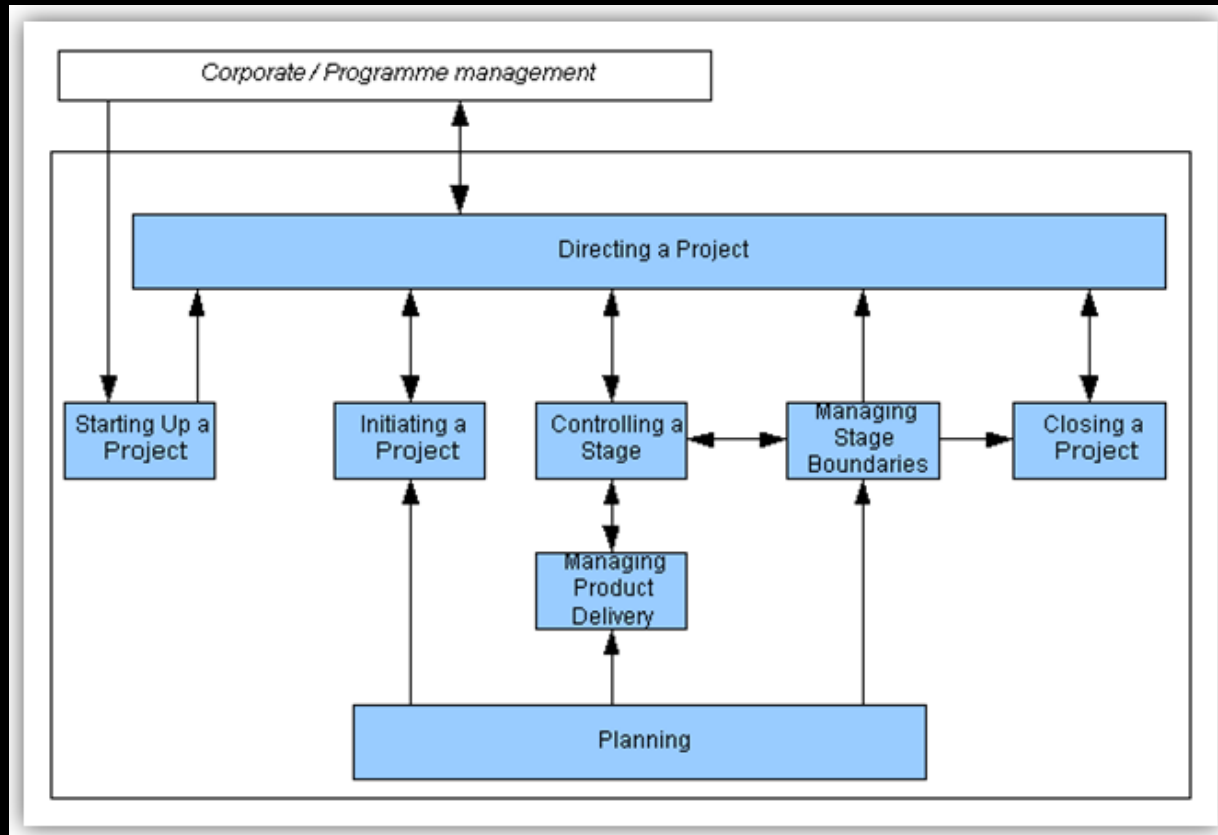 Corporate / Programme management
Directing a Project
Starting Up a
Project
Initiating a
Project
Controlling a
Stage
Managing
Stage
Boundaries
Closing a
Project
Managing
Product
Delivery
Planning